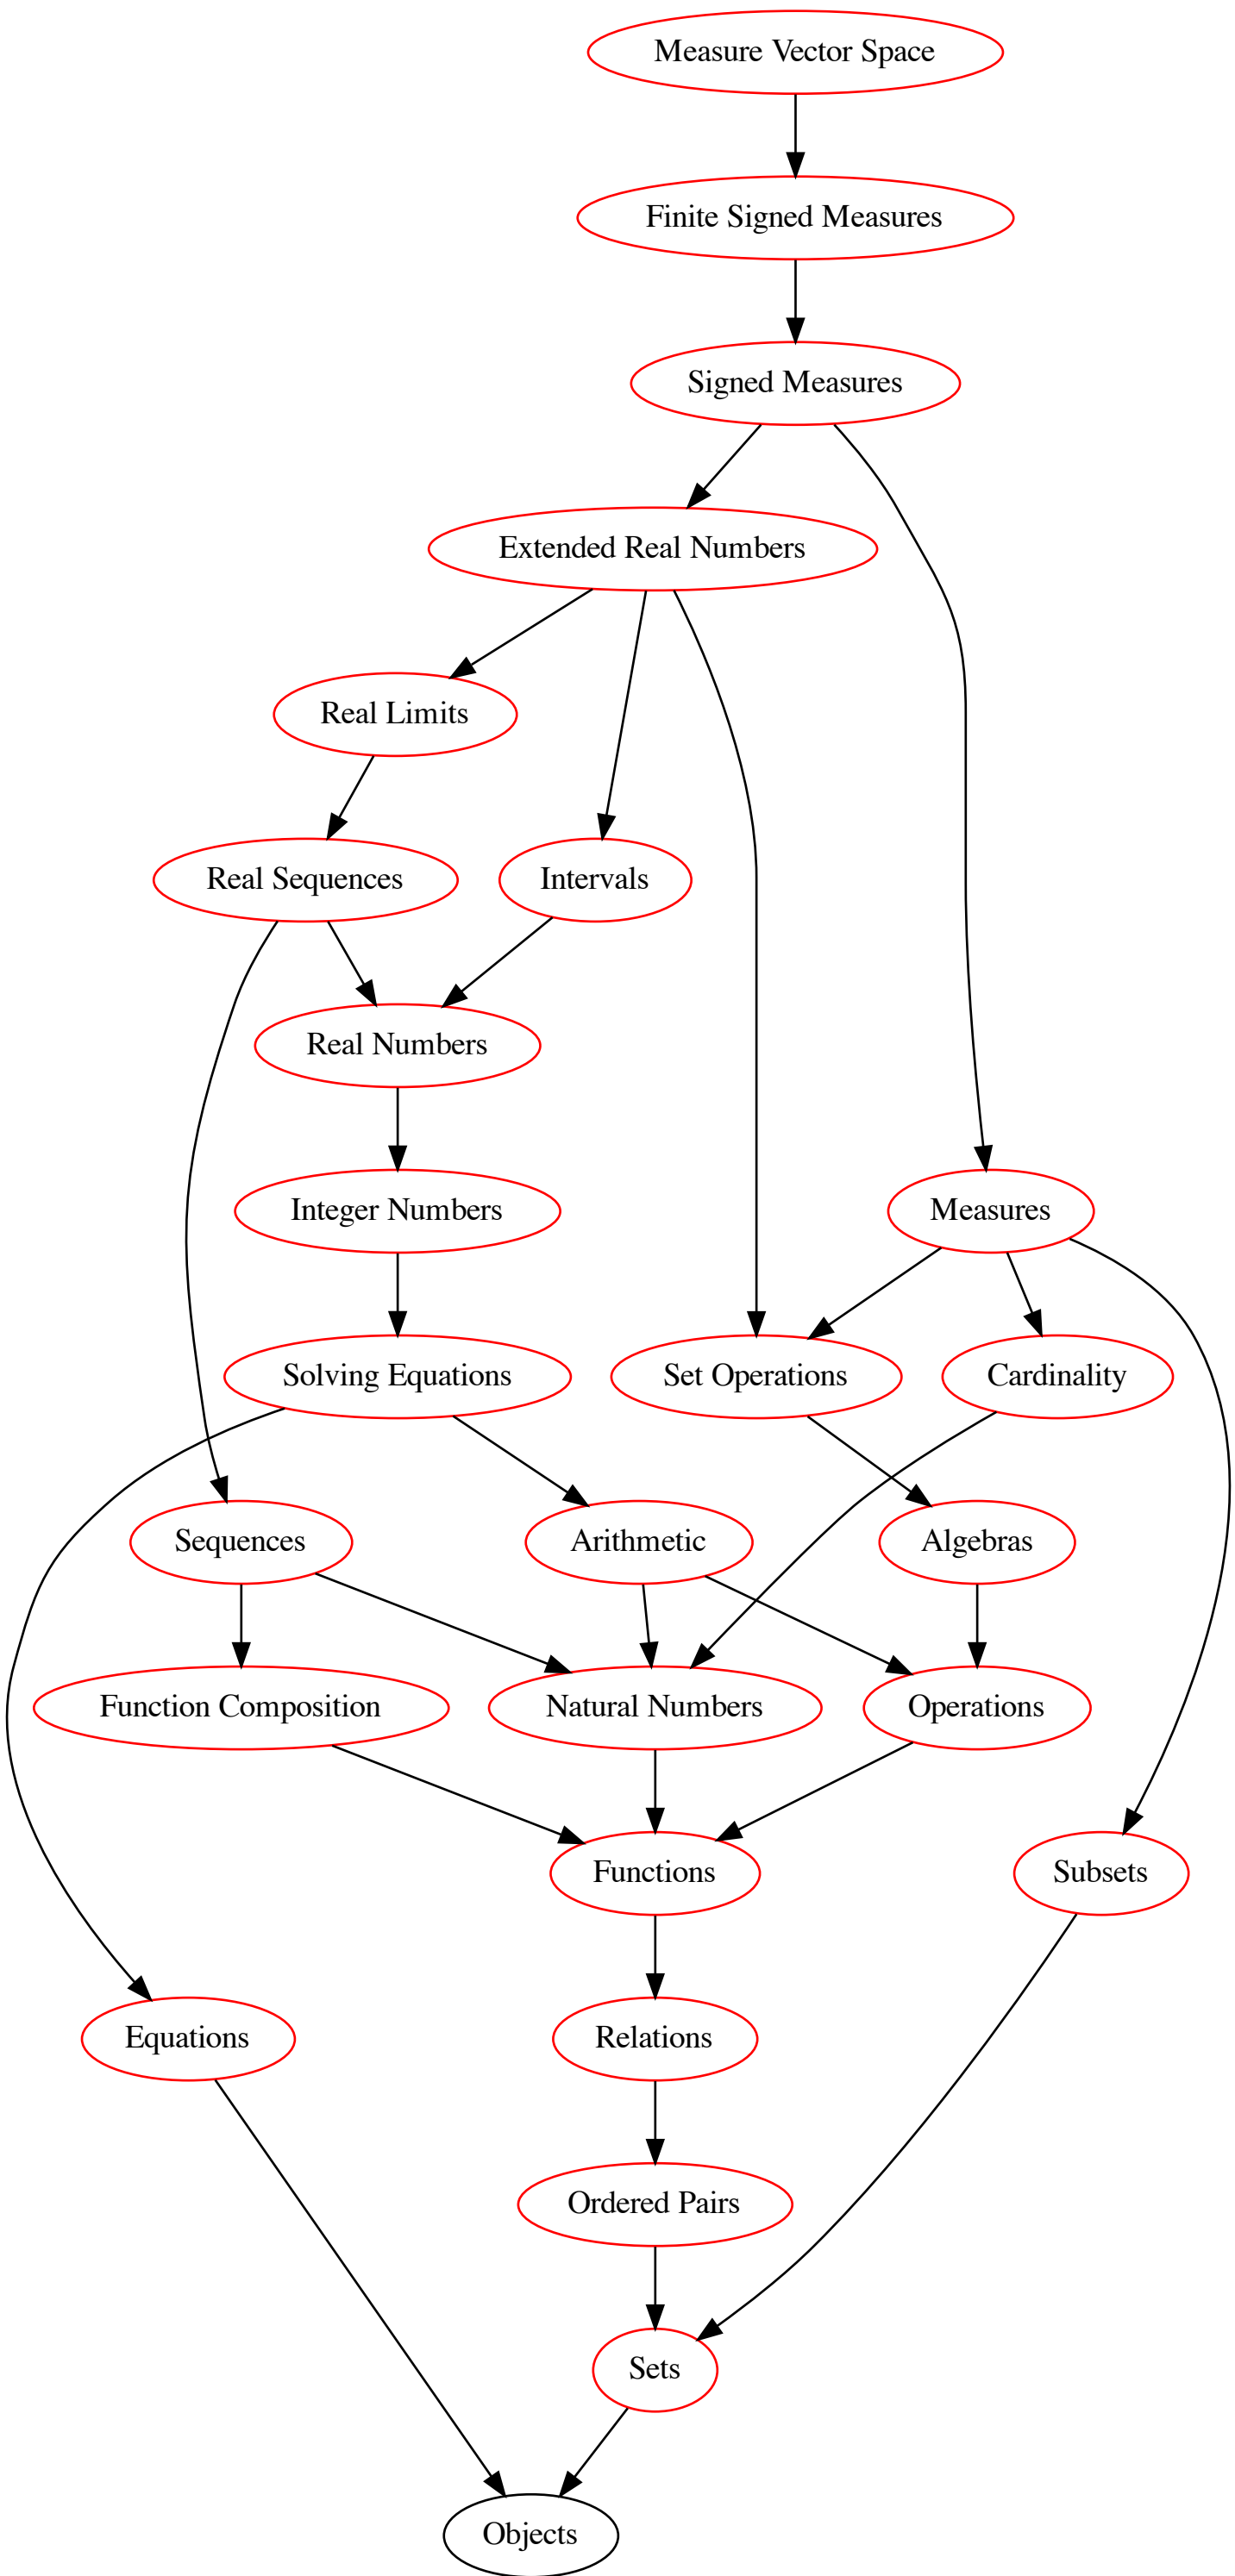 Measure Vector Space
Finite Signed Measures
Signed Measures
Extended Real Numbers
Real Limits
Real Sequences
Intervals
Real Numbers
Integer Numbers
Measures
Solving Equations
Set Operations
Cardinality
Sequences
Arithmetic
Algebras
Function Composition
Natural Numbers
Operations
Functions
Subsets
Equations
Relations
Ordered Pairs
Sets
Objects